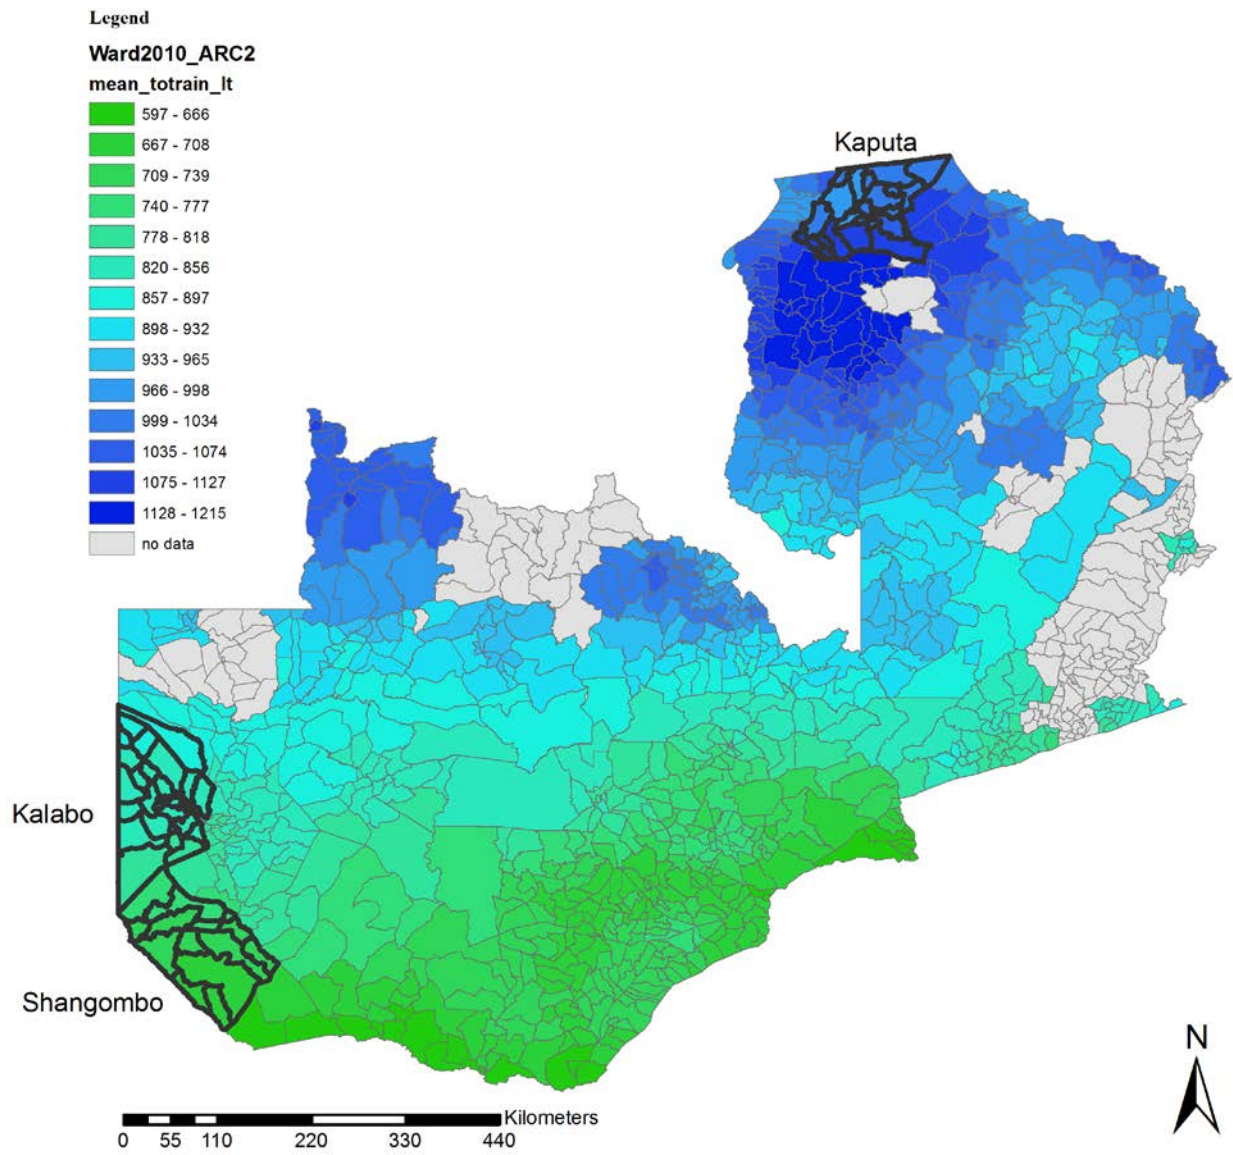 Legend
Ward2010_ARC2
mean_totrain_lt
597 - 666
667 - 708
709 - 739
740 - 777
778 - 818
820 - 856
857 - 897
898 - 932
933 - 965
966 - 998
999 - 1034
1035 - 1074
1075 - 1127
1128 - 1215
no data
Kaputa
Kalabo
Shangombo
N
Kilometers
0 55 110 220 330 440